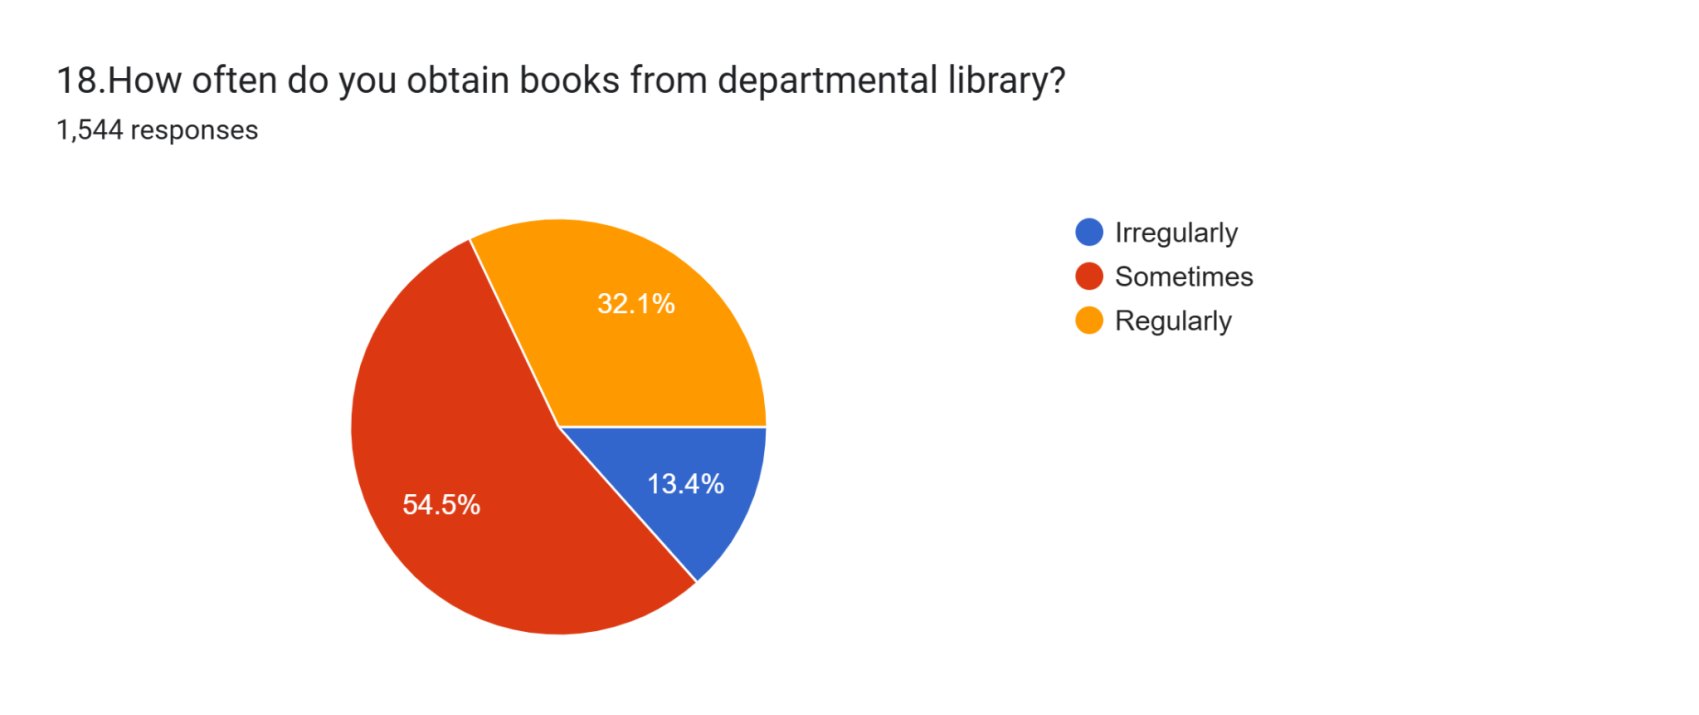 18.How often do you obtain books from departmental library?
1,544 responses
Irregularly
Sometimes
Regularly
32.1%
13.4%
54.5%